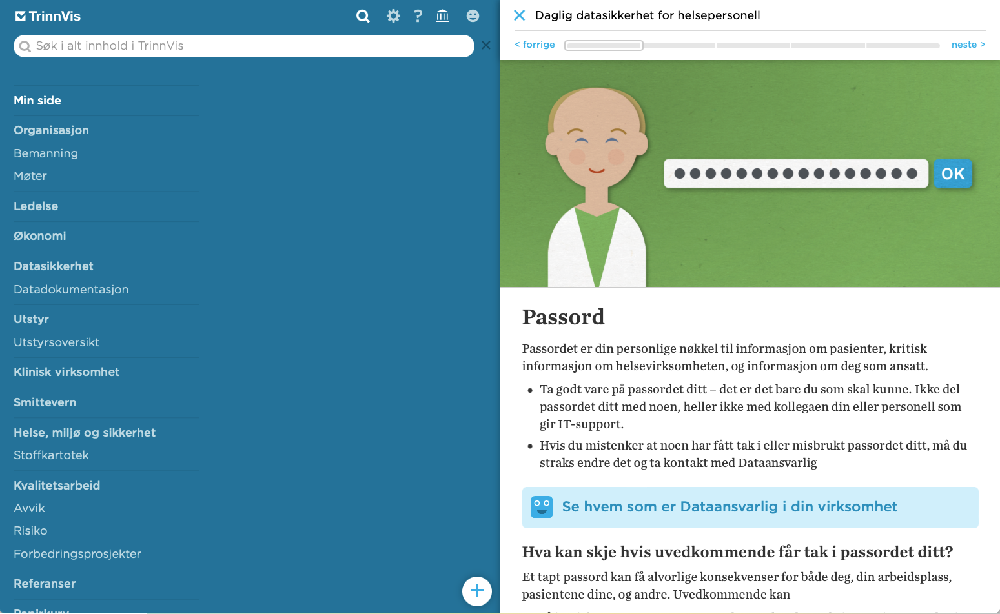 TrinnVis
?
Søk i alt innhold i TrinnVis
Min side
Organisasjon
Bemanning
Møter
Ledelse
Økonomi
Datasikkerhet
Datadokumentasjon
Utstyr
Utstyrsoversikt
Klinisk virksomhet
Smittevern
Helse, miljø og sikkerhet
Stoffkartotek
Kvalitetsarbeid
Avvik
Risiko
Forbedringsprosjekter
Referanser
Daglig datasikkerhet for helsepersonell
< forrige
neste >
OK
Passord
Passordet er din personlige nøkkel til informasjon om pasienter, kritisk
informasjon om helsevirksomheten, og informasjon om deg som ansatt.
• Ta godt vare på passordet ditt – det er det bare du som skal kunne. Ikke del
passordet ditt med noen, heller ikke med kollegaen din eller personell som
gir IT-support.
• Hvis du mistenker at noen har fått tak i eller misbrukt passordet ditt, må du
straks endre det og ta kontakt med Dataansvarlig
Se hvem som er Dataansvarlig i din virksomhet
Hva kan skje hvis uvedkommende får tak i passordet ditt?
Et tapt passord kan få alvorlige konsekvenser for både deg, din arbeidsplass,
pasientene dine, og andre. Uvedkommende kan